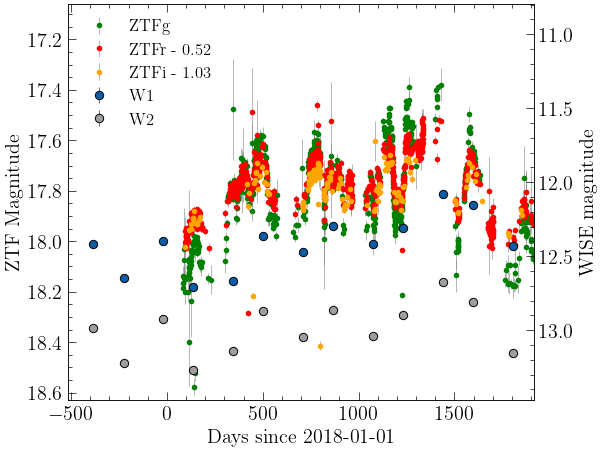 ZTFg
ZTFr - 0.52
ZTFi - 1.03
W1
W2
17.2
17.4
17.6
17.8
18.0
18.2
18.4
18.6
ZTF Magnitude
11.0
11.5
12.0
12.5
13.0
WISE magnitude
−500 0 500 1000 1500
Days since 2018-01-01